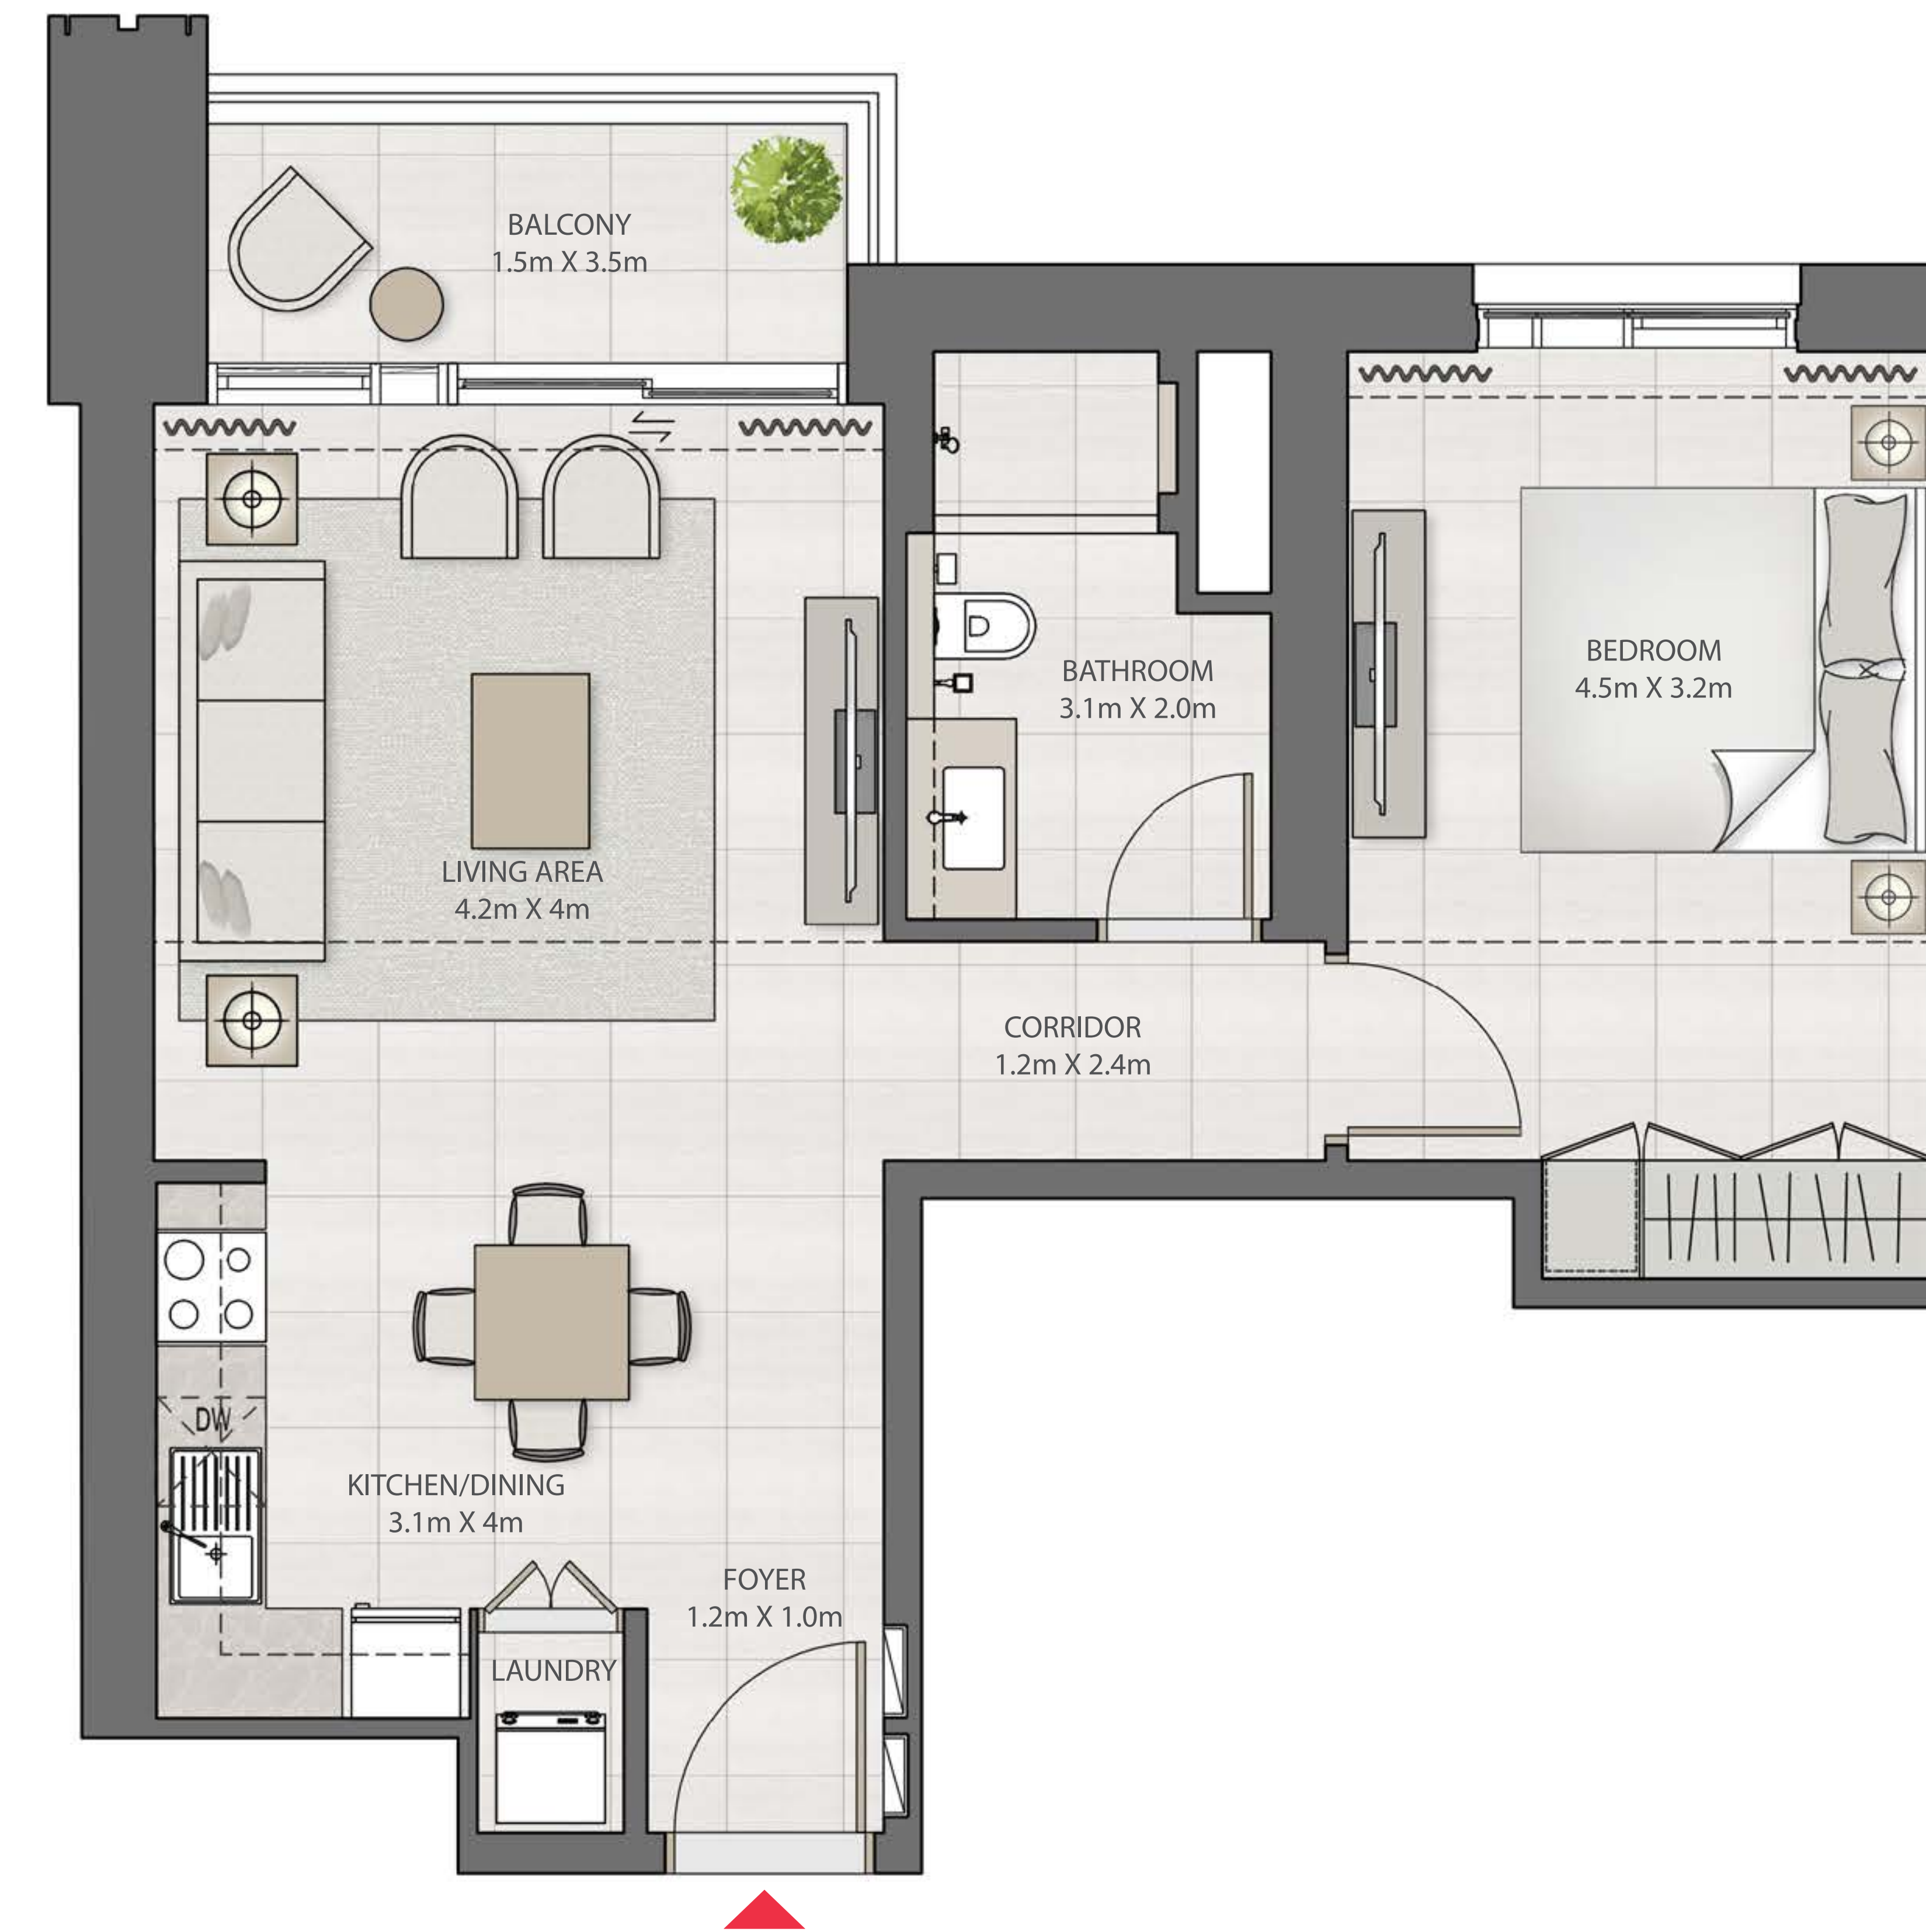 BALCONY
1.5m X 3.5m
BATHROOM
3.1m X 2.0m
BEDROOM
4.5m X 3.2m
LIVING AREA
4.2m X 4m
CORRIDOR
1.2m X 2.4m
DW
KITCHEN/DINING
3.1m X 4m
FOYER
1.2m X 1.0m
LAUNDRY